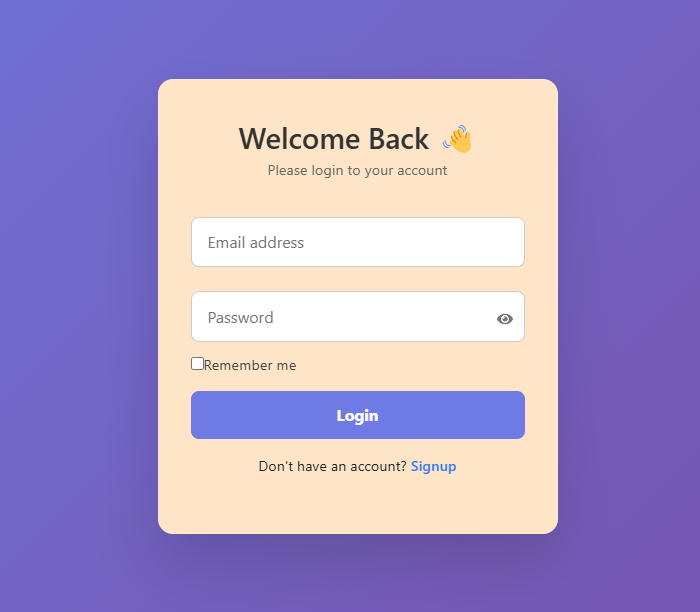 Welcome Back 👋
Please login to your account
Email address
Password
Remember me
Login
Don't have an account? Signup